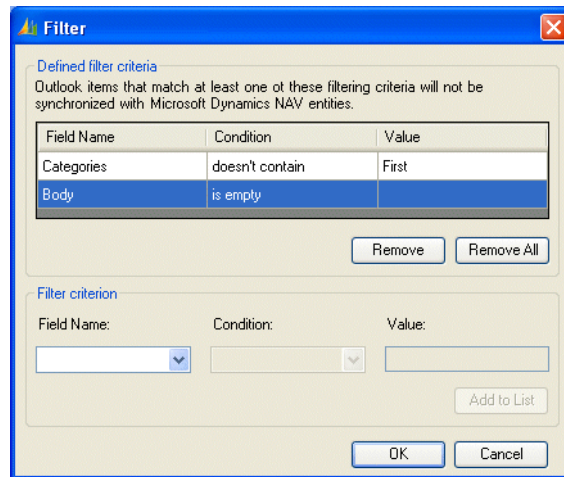 Filter
Defined filter criteria
Outlook items that match at least one ot these filtering criteria will not be
synchronized with Microsoft Dynamics NAV entities.
Field Name Condition Value
Categories doesn't contain First
Body is empty
Remove Remove All
Filter criterion
Field Name: Condition: Value:
Add to List
OK Cancel